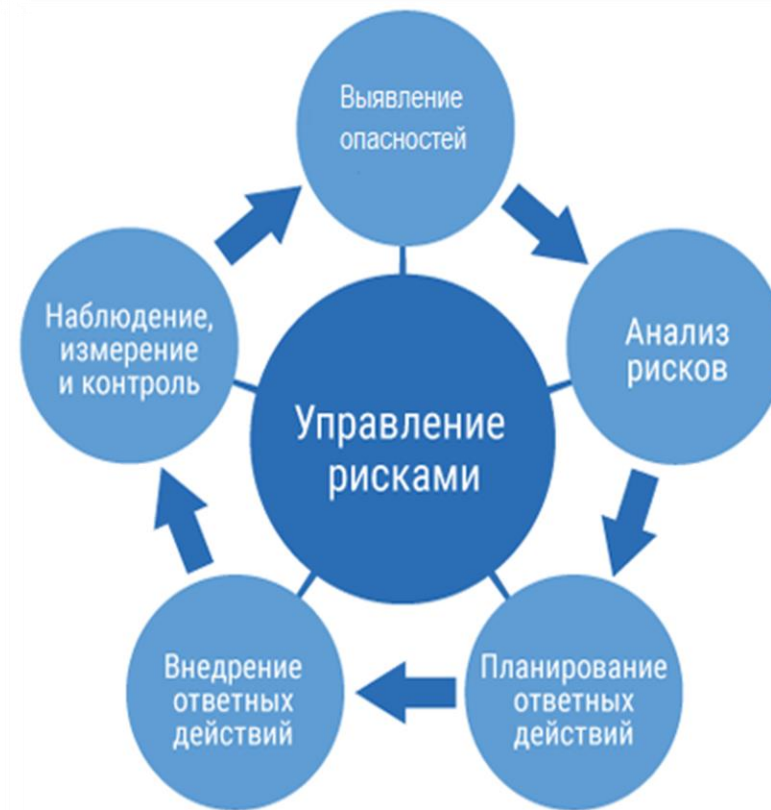 Выявление
опасностей
Анализ
рисков
Планирование
ответных
действий
Внедрение
ответных
действий
Наблюдение,
измерение
и контроль
Управление
рисками